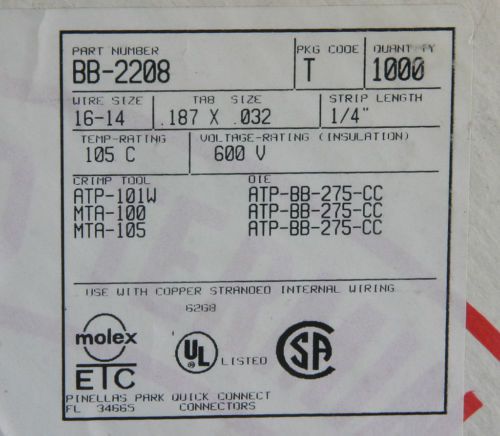 PART NUMBER PKG CODE QUANTITY
BB-2208 T 1000
WIRE SIZE TAB SIZE STRIP LENGTH
16-14 .187 X .032 1/4"
TEMP-RATING VOLTAGE-RATING (INSULATION)
105 C 600 V
CRIMP TOOL DIE
ATP-101W ATP-BB-275-CC
MTA-100 ATP-BB-275-CC
MTA-105 ATP-BB-275-CC
USE WITH COPPER STRANDED INTERNAL WIRING
6268
molex
ETC
UL LISTED
SA
PINELLAS PARK QUICK CONNECT
FL 34665 CONNECTORS